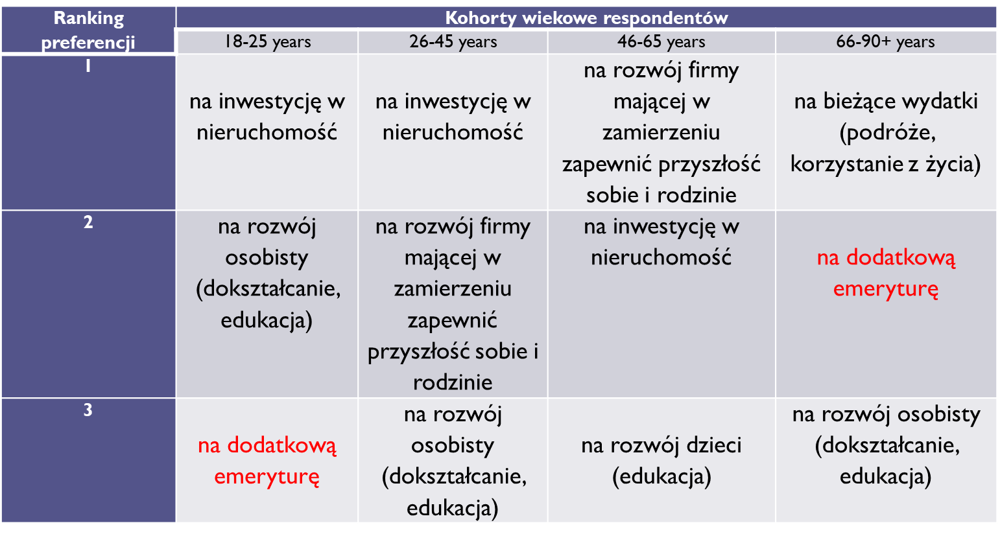 Ranking
preferencji
Kohorty wiekowe respondentów
18-25 years
26-45 years
46-65 years
66-90+ years
1
na inwestycję w
nieruchomość
na inwestycję w
nieruchomość
na rozwój firmy
mającej w
zamierzeniu
zapewnić przyszłość
sobie i rodzinie
na bieżące wydatki
(podróże,
korzystanie z życia)
2
na rozwój
osobisty
(dokształcanie,
edukacja)
na rozwój firmy
mającej w
zamierzeniu
zapewnić
przyszłość sobie i
rodzinie
na inwestycję w
nieruchomość
na dodatkową
emeryturę
3
na dodatkową
emeryturę
na rozwój
osobisty
(dokształcanie,
edukacja)
na rozwój dzieci
(edukacja)
na rozwój osobisty
(dokształcanie,
edukacja)